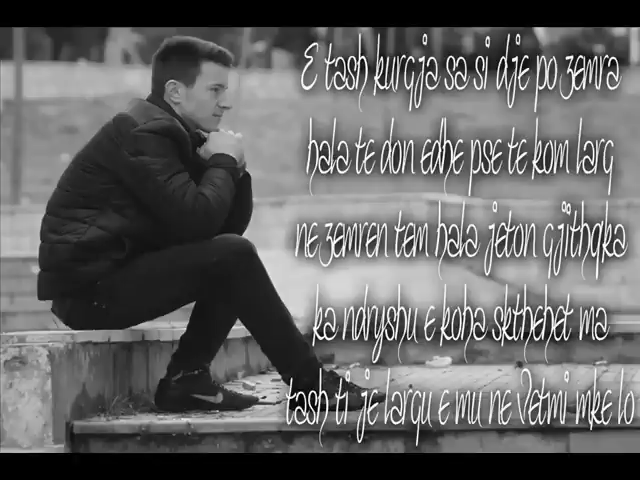 E tash kurgja sa si dje po zemra
hala te don edhe pse te kom larg
ne zemren tem hala jeton gjithqka
ka ndryshu e koha skthehet ma
tash ti je largu e mu ne Vetmi mke lo